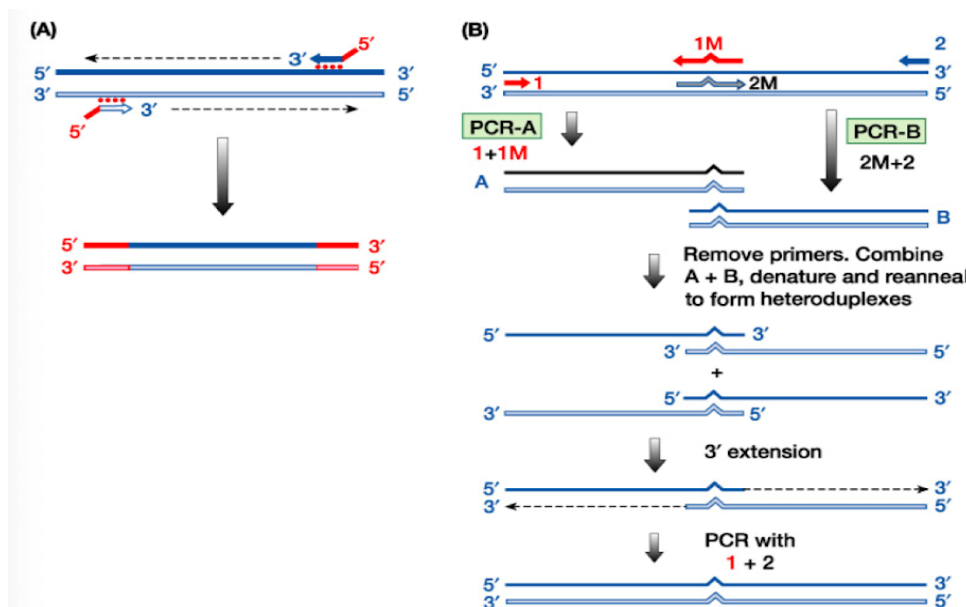 (A)
3′ 5′
5′ 3′
3′ 5′
3′
5′
5′ 3′
3′ 5′
(B)
1M 2
5′ 3′
1 2M
3′ 5′
PCR-A PCR-B
1+1M 2M+2
A
B
Remove primers. Combine
A + B, denature and reanneal
to form heteroduplexes
5′ 3′
3′ 5′
+
5′ 3′
3′ 5′
3′ extension
5′ 3′
3′ 5′
PCR with
1 + 2
5′ 3′
3′ 5′